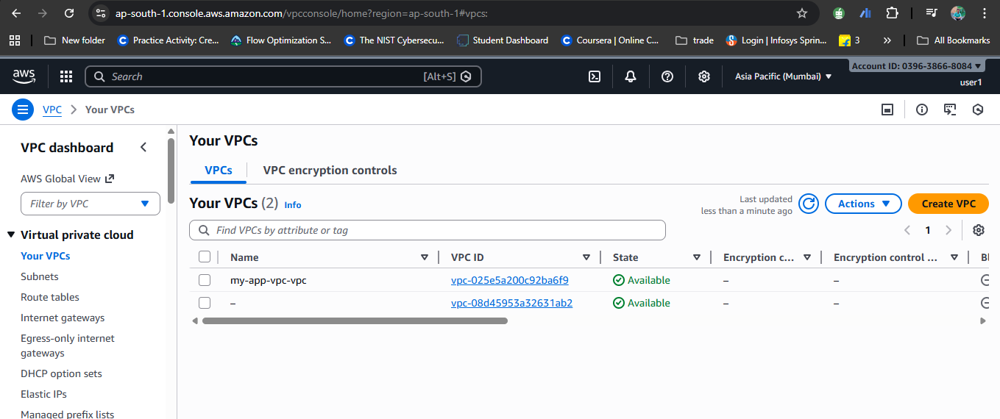 ap-south-1.console.aws.amazon.com/vpcconsole/home?region=ap-south-1#vpcs:
New folder Practice Activity: Cre... Flow Optimization S... The NIST Cybersecu... Student Dashboard Coursera | Online C... trade Login | Infosys Sprin... 3 » All Bookmarks
aws Search [Alt+S] Asia Pacific (Mumbai) Account ID: 0396-3866-8084
user1
VPC > Your VPCs
VPC dashboard
AWS Global View
Filter by VPC
Virtual private cloud
Your VPCs
Subnets
Route tables
Internet gateways
Egress-only internet
gateways
DHCP option sets
Elastic IPs
Managed prefix lists
Your VPCs
VPCs VPC encryption controls
Your VPCs (2) Info
Last updated
less than a minute ago
Actions Create VPC
Find VPCs by attribute or tag
1
Name VPC ID State Encryption c... Encryption control ... Bl
my-app-vpc-vpc vpc-025e5a200c92ba6f9 Available – –
– vpc-08d45953a32631ab2 Available – –